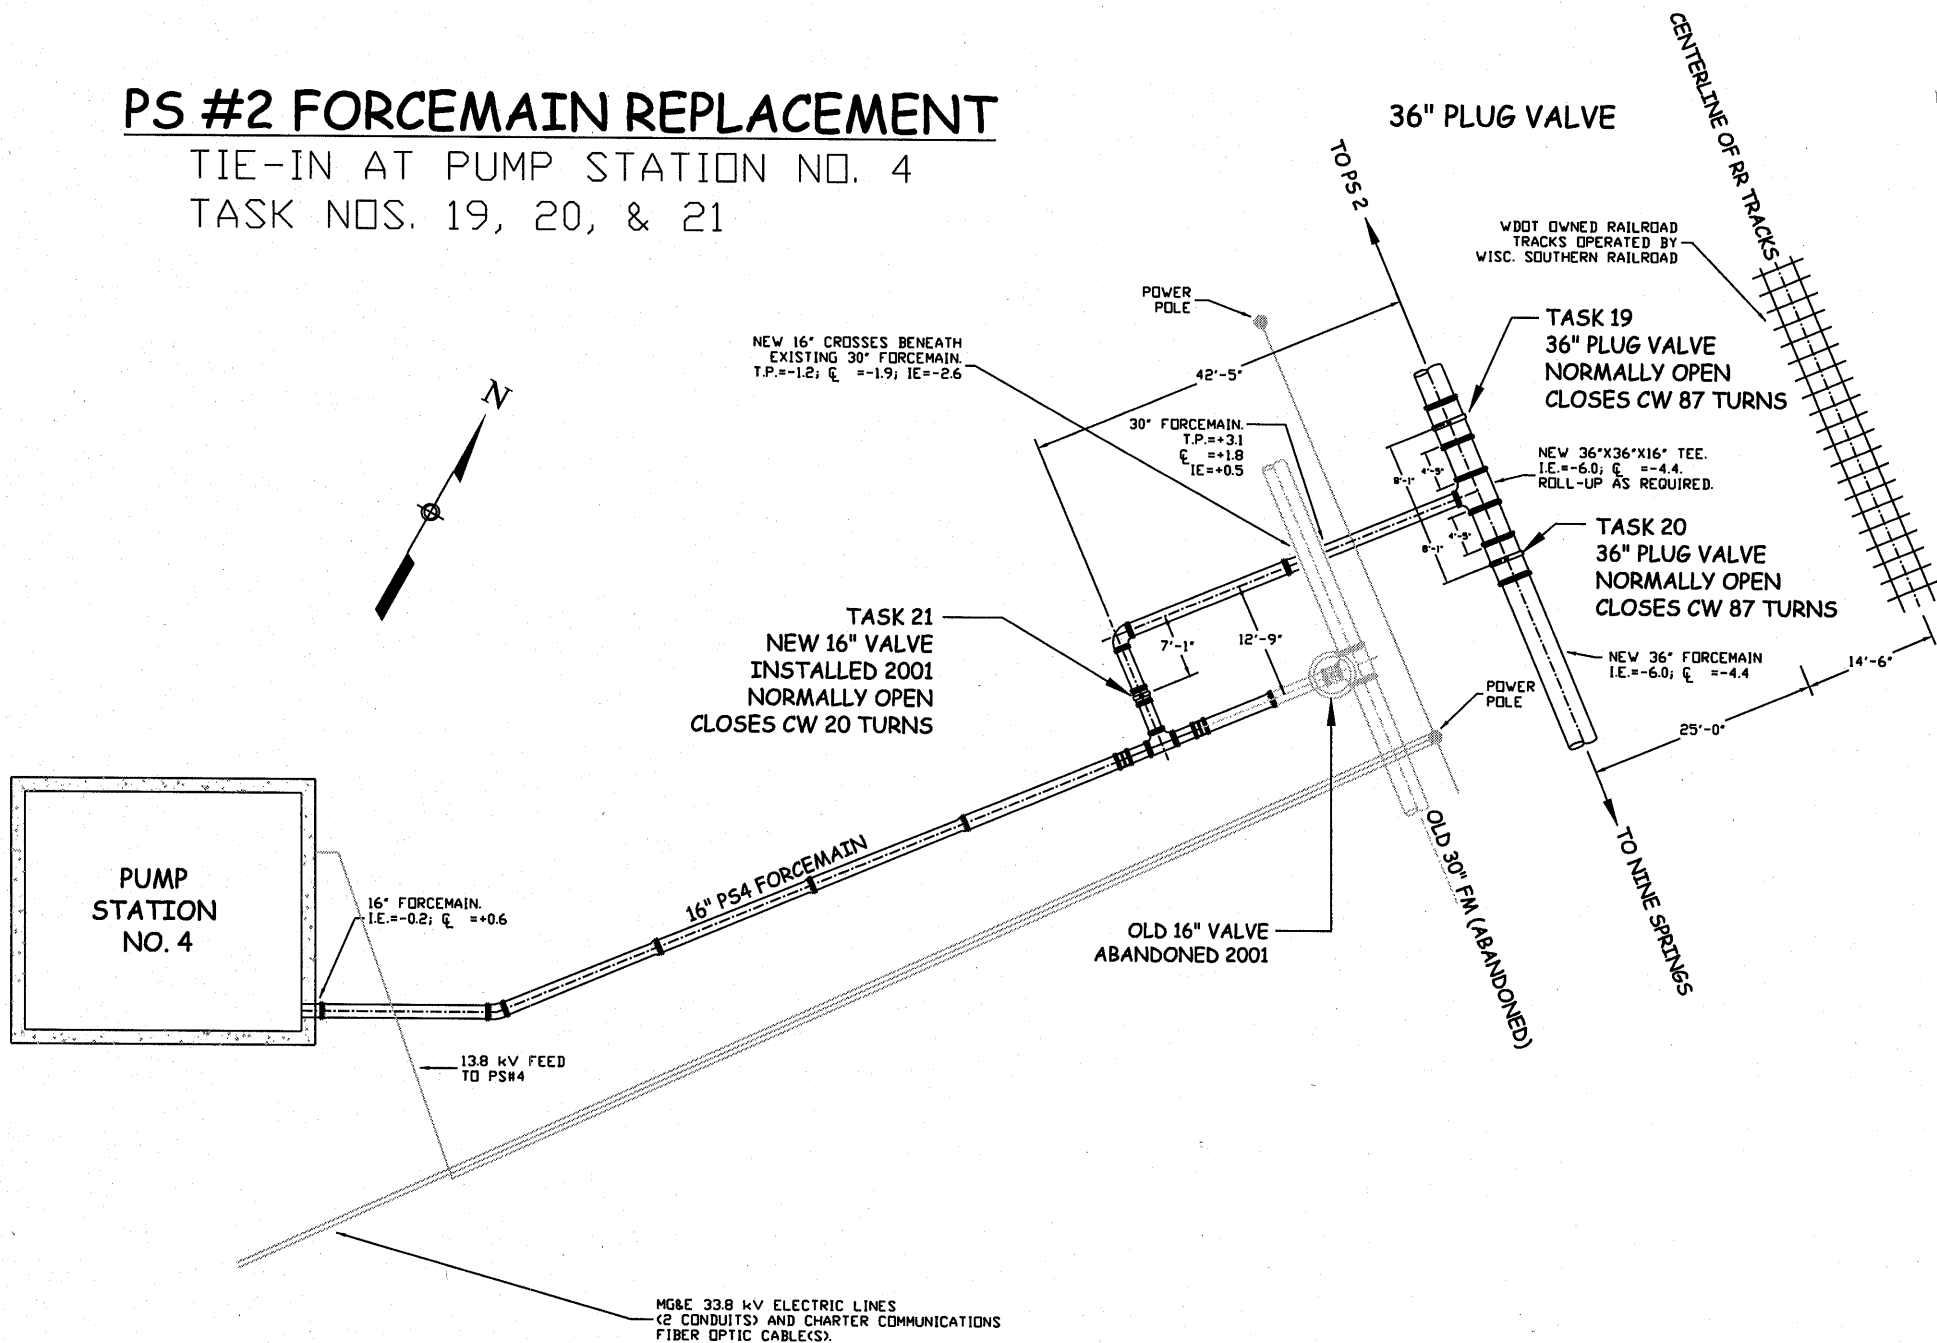 PS #2 FORCEMAIN REPLACEMENT
TIE-IN AT PUMP STATION NO. 4
TASK NOS. 19, 20, & 21
36" PLUG VALVE
CENTERLINE OF RR TRACKS
TO PS 2
WDOT OWNED RAILROAD
TRACKS OPERATED BY
WISC. SOUTHERN RAILROAD
POWER
POLE
TASK 19
36" PLUG VALVE
NORMALLY OPEN
CLOSES CW 87 TURNS
NEW 16" CROSSES BENEATH
EXISTING 30" FORCEMAIN.
T.P.=-1.2; ℄ =-1.9; IE=-2.6
42'-5"
N
30" FORCEMAIN.
T.P.=+3.1
℄ =+1.8
IE=+0.5
8'-1"
4'-5"
NEW 36"X36"X16" TEE.
I.E.=-6.0; ℄ =-4.4.
ROLL-UP AS REQUIRED.
4'-5"
8'-1"
TASK 20
36" PLUG VALVE
NORMALLY OPEN
CLOSES CW 87 TURNS
TASK 21
NEW 16" VALVE
INSTALLED 2001
NORMALLY OPEN
CLOSES CW 20 TURNS
7'-1"
12'-9"
NEW 36" FORCEMAIN
I.E.=-6.0; ℄ =-4.4
14'-6"
25'-0"
POWER
POLE
PUMP
STATION
NO. 4
16" FORCEMAIN.
I.E.=-0.2; ℄ =+0.6
16" PS4 FORCEMAIN
OLD 16" VALVE
ABANDONED 2001
OLD 30" FM (ABANDONED)
TO NINE SPRINGS
13.8 kV FEED
TO PS#4
MG&E 33.8 kV ELECTRIC LINES
(2 CONDUITS) AND CHARTER COMMUNICATIONS
FIBER OPTIC CABLE(S).